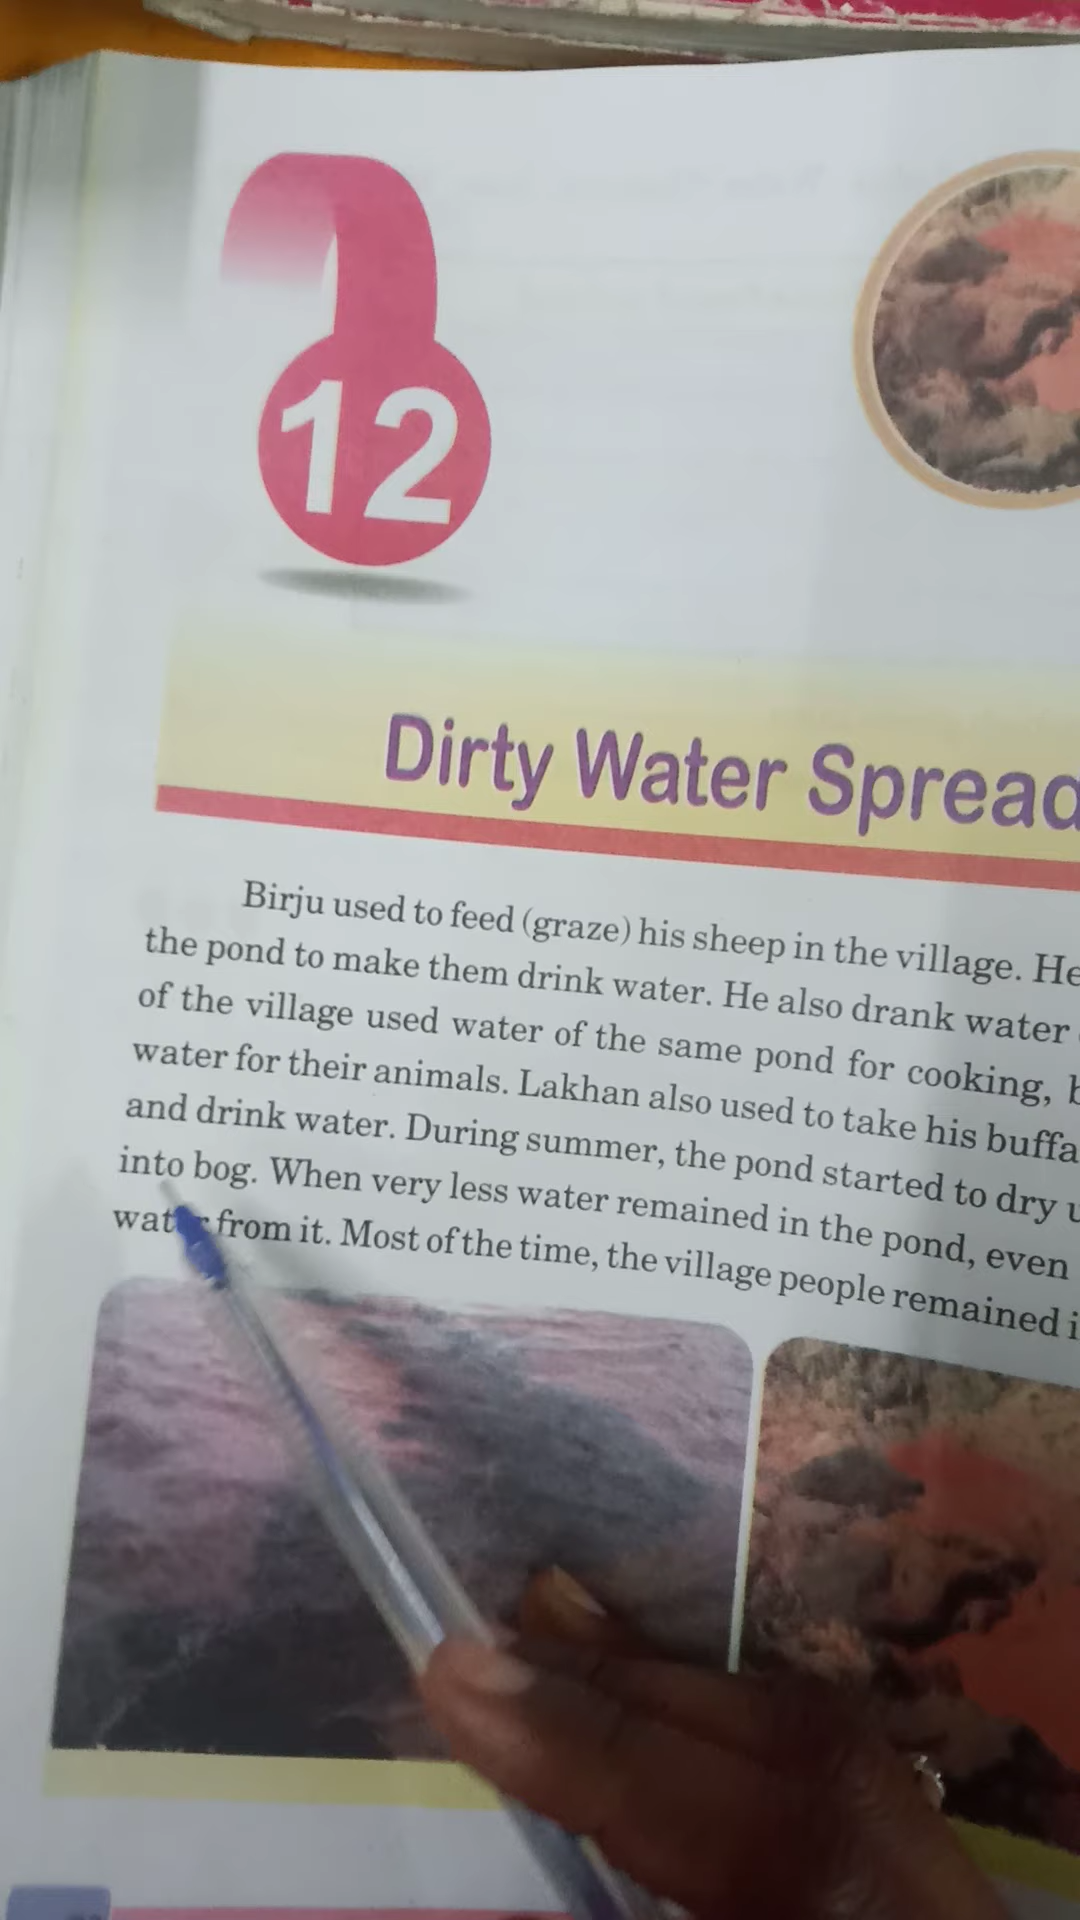 12
Dirty Water Spread
Birju used to feed (graze) his sheep in the village. He
the pond to make them drink water. He also drank water
of the village used water of the same pond for cooking,
water for their animals. Lakhan also used to take his buffa
and drink water. During summer, the pond started to dry u
into bog. When very less water remained in the pond, even
water from it. Most of the time, the village people remained i